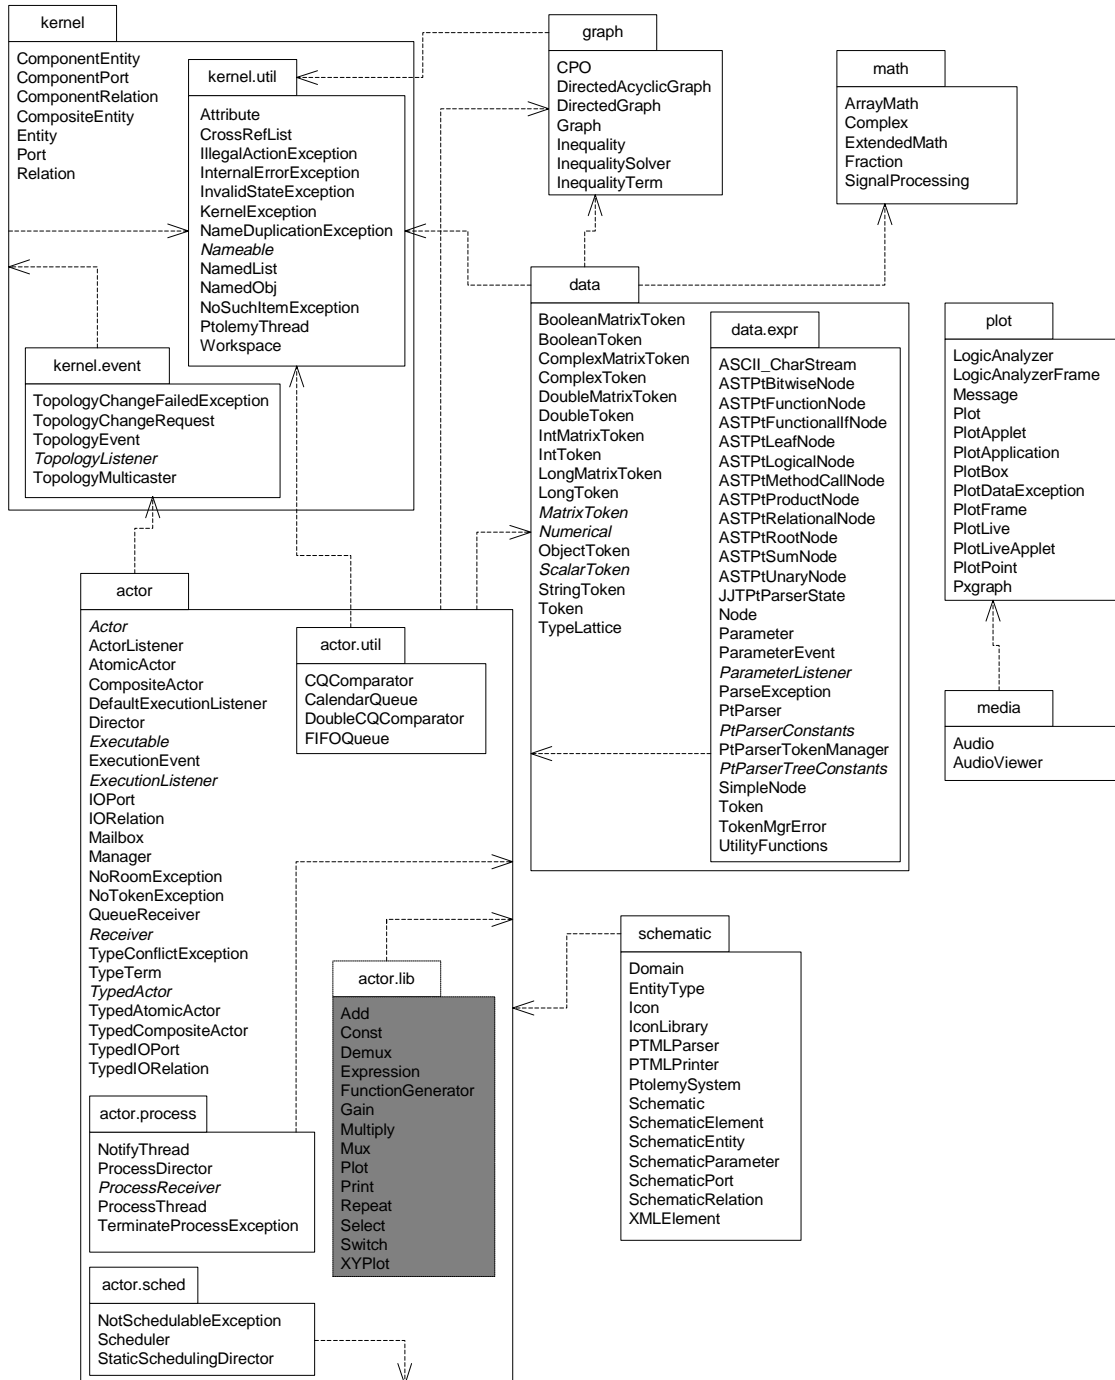 kernel
ComponentEntity
ComponentPort
ComponentRelation
CompositeEntity
Entity
Port
Relation
kernel.util
Attribute
CrossRefList
IllegalActionException
InternalErrorException
InvalidStateException
KernelException
NameDuplicationException
Nameable
NamedList
NamedObj
NoSuchItemException
PtolemyThread
Workspace
kernel.event
TopologyChangeFailedException
TopologyChangeRequest
TopologyEvent
TopologyListener
TopologyMulticaster
graph
CPO
DirectedAcyclicGraph
DirectedGraph
Graph
Inequality
InequalitySolver
InequalityTerm
math
ArrayMath
Complex
ExtendedMath
Fraction
SignalProcessing
data
BooleanMatrixToken
BooleanToken
ComplexMatrixToken
ComplexToken
DoubleMatrixToken
DoubleToken
IntMatrixToken
IntToken
LongMatrixToken
LongToken
MatrixToken
Numerical
ObjectToken
ScalarToken
StringToken
Token
TypeLattice
data.expr
ASCII_CharStream
ASTPtBitwiseNode
ASTPtFunctionNode
ASTPtFunctionalIfNode
ASTPtLeafNode
ASTPtLogicalNode
ASTPtMethodCallNode
ASTPtProductNode
ASTPtRelationalNode
ASTPtRootNode
ASTPtSumNode
ASTPtUnaryNode
JJTPtParserState
Node
Parameter
ParameterEvent
ParameterListener
ParseException
PtParser
PtParserConstants
PtParserTokenManager
PtParserTreeConstants
SimpleNode
Token
TokenMgrError
UtilityFunctions
plot
LogicAnalyzer
LogicAnalyzerFrame
Message
Plot
PlotApplet
PlotApplication
PlotBox
PlotDataException
PlotFrame
PlotLive
PlotLiveApplet
PlotPoint
Pxgraph
media
Audio
AudioViewer
actor
Actor
ActorListener
AtomicActor
CompositeActor
DefaultExecutionListener
Director
Executable
ExecutionEvent
ExecutionListener
IOPort
IORelation
Mailbox
Manager
NoRoomException
NoTokenException
QueueReceiver
Receiver
TypeConflictException
TypeTerm
TypedActor
TypedAtomicActor
TypedCompositeActor
TypedIOPort
TypedIORelation
actor.util
CQComparator
CalendarQueue
DoubleCQComparator
FIFOQueue
actor.process
NotifyThread
ProcessDirector
ProcessReceiver
ProcessThread
TerminateProcessException
actor.sched
NotSchedulableException
Scheduler
StaticSchedulingDirector
actor.lib
Add
Const
Demux
Expression
FunctionGenerator
Gain
Multiply
Mux
Plot
Print
Repeat
Select
Switch
XYPlot
schematic
Domain
EntityType
Icon
IconLibrary
PTMLParser
PTMLPrinter
PtolemySystem
Schematic
SchematicElement
SchematicEntity
SchematicParameter
SchematicPort
SchematicRelation
XMLElement